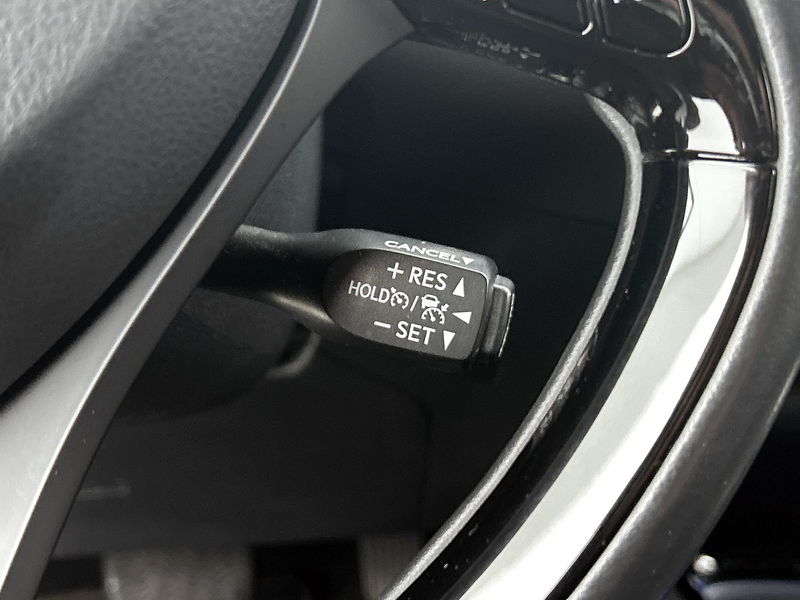 CANCEL▼
+ RES ▲
HOLD / ◀
− SET ▼